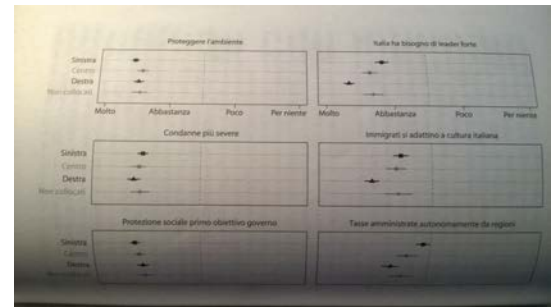 Proteggere l'ambiente
Italia ha bisogno di leader forte
Sinistra
Centro
Destra
Non collocati
Molto Abbastanza Poco Per niente Molto Abbastanza Poco Per niente
Condanne più severe
Immigrati si adattino a cultura italiana
Sinistra
Centro
Destra
Non collocati
Protezione sociale primo obiettivo governo
Tasse amministrate autonomamente da regioni
Sinistra
Centro
Destra
Non collocati